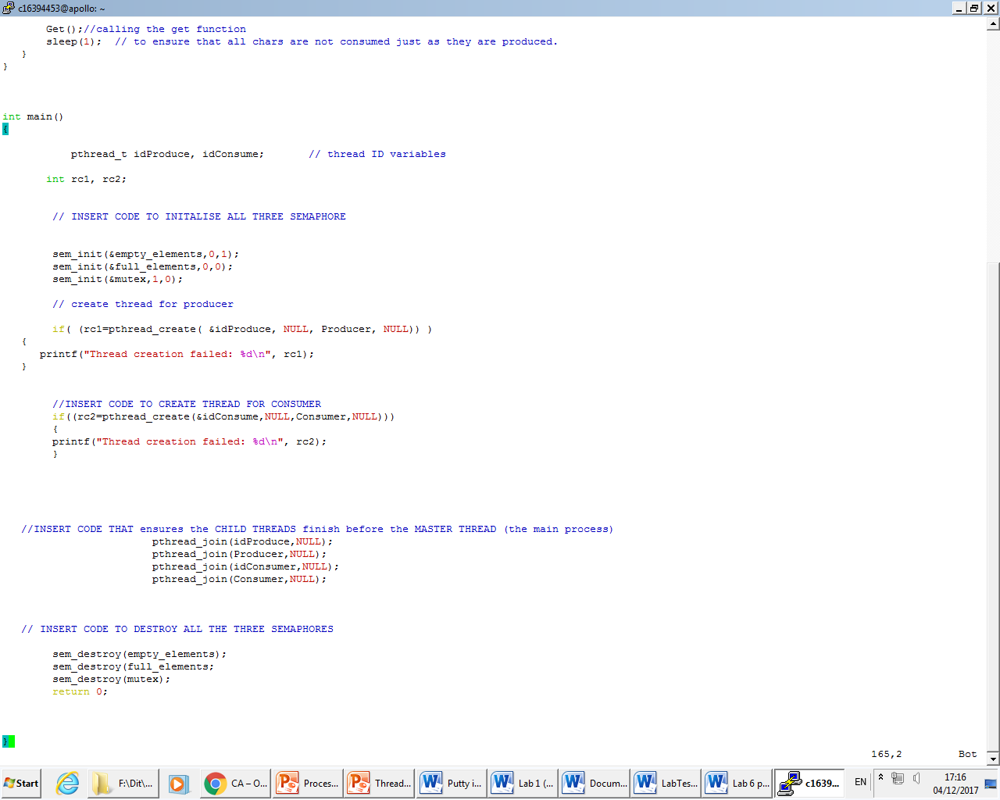 c16394453@apollo: ~
Get();//calling the get function
sleep(1);  // to ensure that all chars are not consumed just as they are produced.
}
}
int main()
{
pthread_t idProduce, idConsume;       // thread ID variables
int rc1, rc2;
// INSERT CODE TO INITALISE ALL THREE SEMAPHORE
sem_init(&empty_elements,0,1);
sem_init(&full_elements,0,0);
sem_init(&mutex,1,0);
// create thread for producer
if( (rc1=pthread_create( &idProduce, NULL, Producer, NULL)) )
{
printf("Thread creation failed: %d\n", rc1);
}
//INSERT CODE TO CREATE THREAD FOR CONSUMER
if((rc2=pthread_create(&idConsume,NULL,Consumer,NULL)))
{
printf("Thread creation failed: %d\n", rc2);
}
//INSERT CODE THAT ensures the CHILD THREADS finish before the MASTER THREAD (the main process)
pthread_join(idProduce,NULL);
pthread_join(Producer,NULL);
pthread_join(idConsumer,NULL);
pthread_join(Consumer,NULL);
// INSERT CODE TO DESTROY ALL THE THREE SEMAPHORES
sem_destroy(empty_elements);
sem_destroy(full_elements;
sem_destroy(mutex);
return 0;
}
165,2 Bot
Start F:\Dit\... CA – O... Proces... Thread... Putty i... Lab 1 (... Docum... LabTes... Lab 6 p... c1639... EN 17:16
04/12/2017